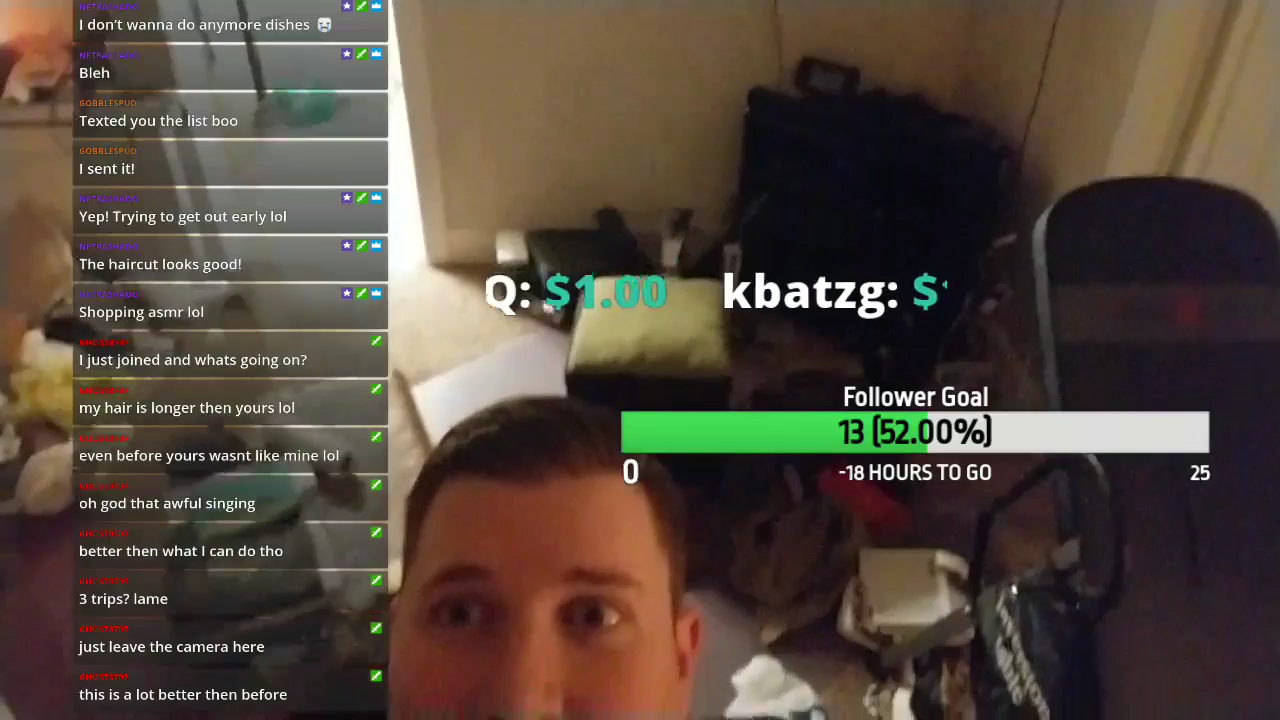 I don't wanna do anymore dishes
Bleh
GOBBLESPUD
Texted you the list boo
GOBBLESPUD
I sent it!
Yep! Trying to get out early lol
The haircut looks good!
Shopping asmr lol
I just joined and whats going on?
my hair is longer then yours lol
even before yours wasnt like mine lol
oh god that awful singing
better then what I can do tho
3 trips? lame
just leave the camera here
this is a lot better then before
Q: $1.00 kbatzg: $
Follower Goal
13 (52.00%)
0 -18 HOURS TO GO 25